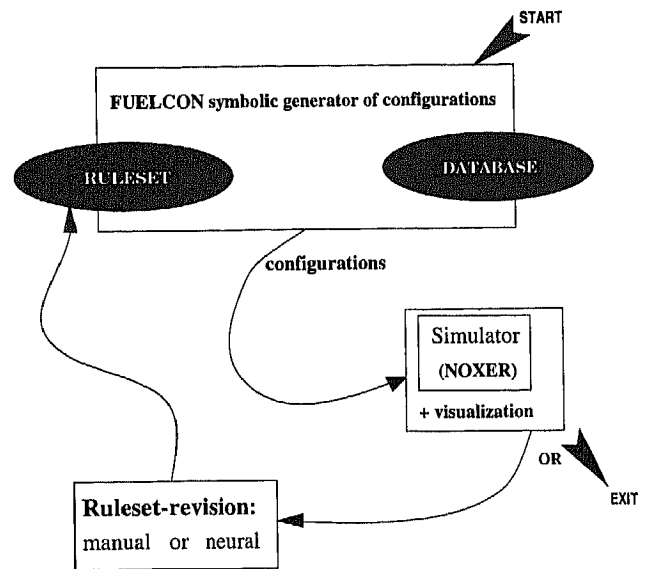 START
FUELCON symbolic generator of configurations
RULESET
DATABASE
configurations
Simulator
(NOXER)
+ visualization
OR
EXIT
Ruleset-revision:
manual or neural